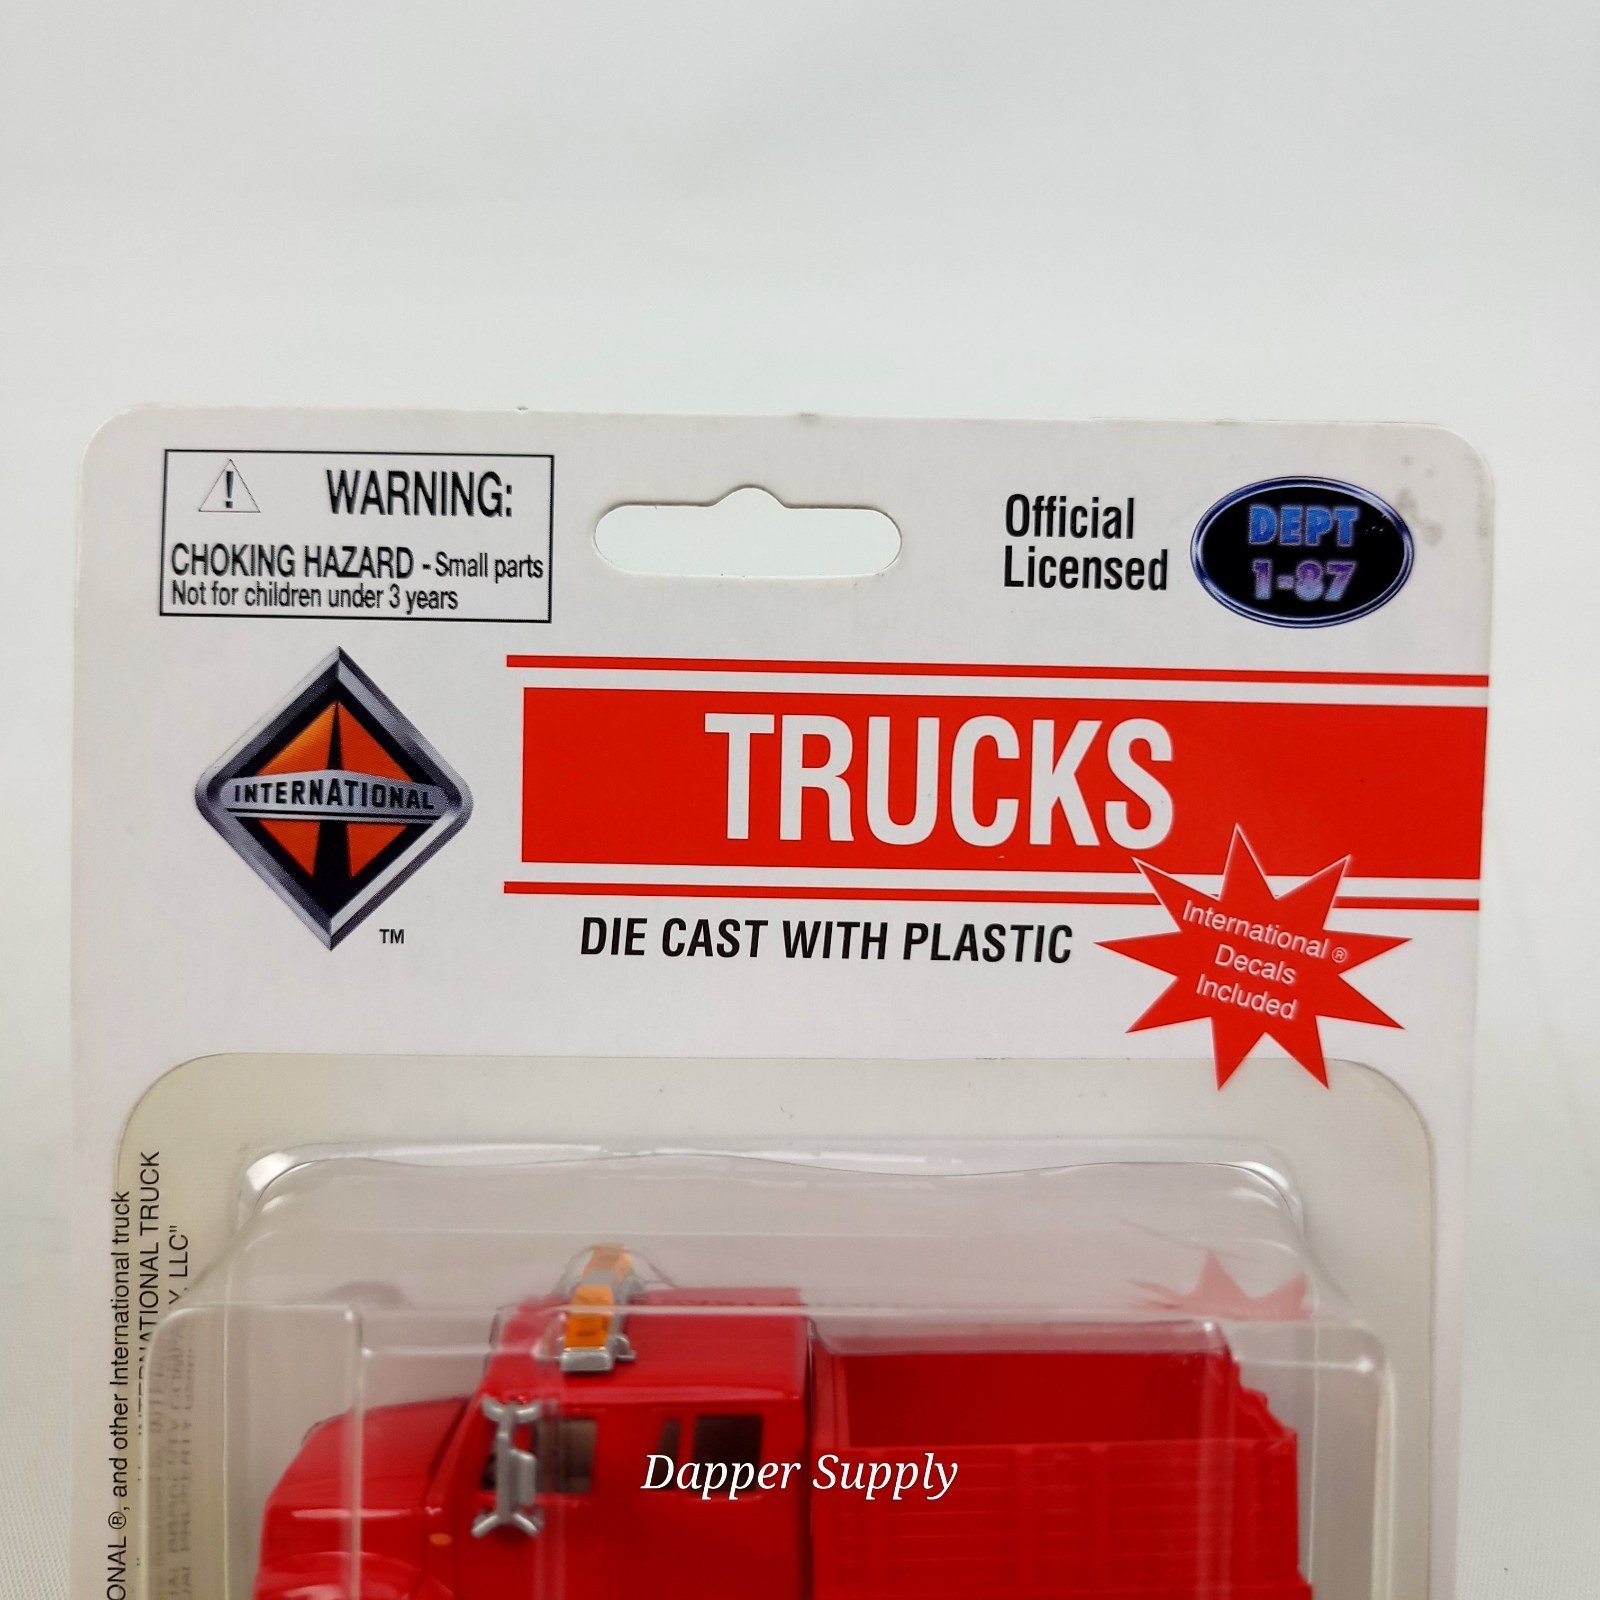 WARNING:
CHOKING HAZARD - Small parts
Not for children under 3 years
Official
Licensed
DEPT
1-87
INTERNATIONAL
TM
TRUCKS
DIE CAST WITH PLASTIC
International ®
Decals
Included
ONAL ®, and other International truck
INTERNATIONAL TRUCK
, LLC"
Dapper Supply